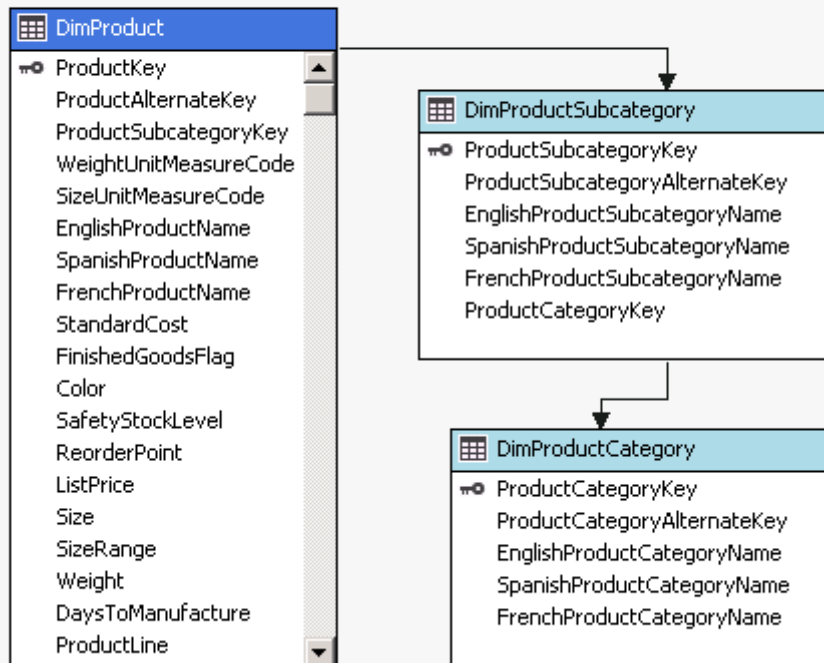 DimProduct
ProductKey
ProductAlternateKey
ProductSubcategoryKey
WeightUnitMeasureCode
SizeUnitMeasureCode
EnglishProductName
SpanishProductName
FrenchProductName
StandardCost
FinishedGoodsFlag
Color
SafetyStockLevel
ReorderPoint
ListPrice
Size
SizeRange
Weight
DaysToManufacture
ProductLine
DimProductSubcategory
ProductSubcategoryKey
ProductSubcategoryAlternateKey
EnglishProductSubcategoryName
SpanishProductSubcategoryName
FrenchProductSubcategoryName
ProductCategoryKey
DimProductCategory
ProductCategoryKey
ProductCategoryAlternateKey
EnglishProductCategoryName
SpanishProductCategoryName
FrenchProductCategoryName